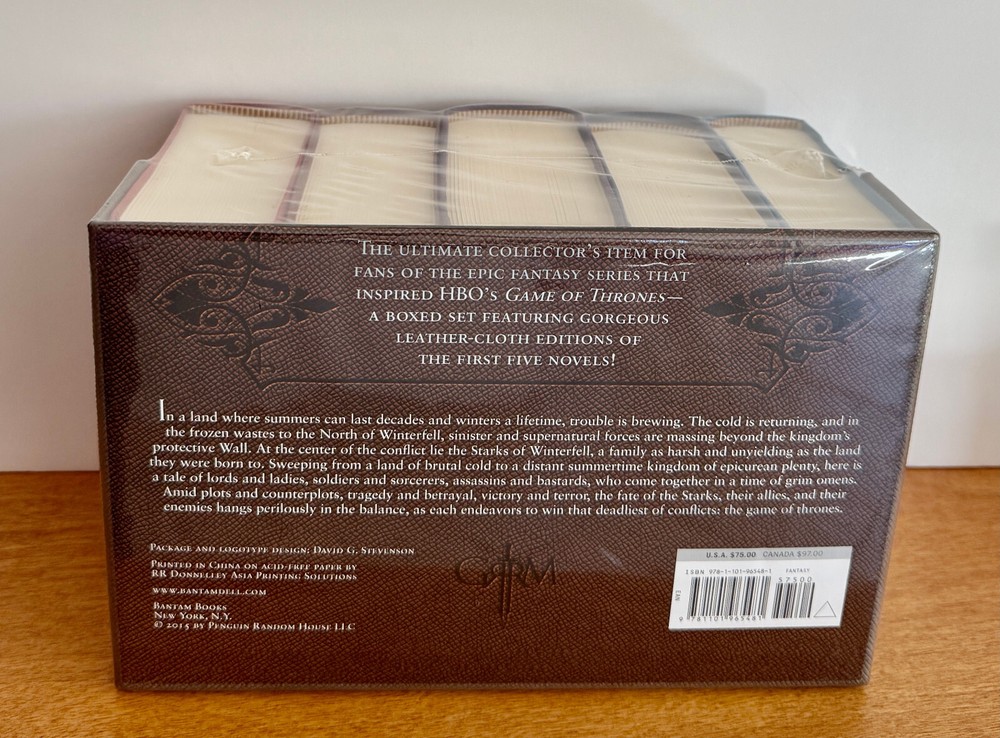 The ultimate collector's item for
fans of the epic fantasy series that
inspired HBO's Game of Thrones—
a boxed set featuring gorgeous
leather-cloth editions of
the first five novels!
In a land where summers can last decades and winters a lifetime, trouble is brewing. The cold is returning, and in
the frozen wastes to the North of Winterfell, sinister and supernatural forces are massing beyond the kingdom's
protective Wall. At the center of the conflict lie the Starks of Winterfell, a family as harsh and unyielding as the land
they were born to. Sweeping from a land of brutal cold to a distant summertime kingdom of epicurean plenty, here is
a tale of lords and ladies, soldiers and sorcerers, assassins and bastards, who come together in a time of grim omens.
Amid plots and counterplots, tragedy and betrayal, victory and terror, the fate of the Starks, their allies, and their
enemies hangs perilously in the balance, as each endeavors to win that deadliest of conflicts: the game of thrones.
Package and logotype design: David G. Stevenson
Printed in China on acid-free paper by
RR Donnelley Asia Printing Solutions
www.bantamdell.com
Bantam Books
New York, N.Y.
© 2015 by Penguin Random House LLC
GRRM
U.S.A. $75.00 CANADA $97.00
ISBN 978-1-101-96548-1 FANTASY
57500
EAN
9 781101 965481